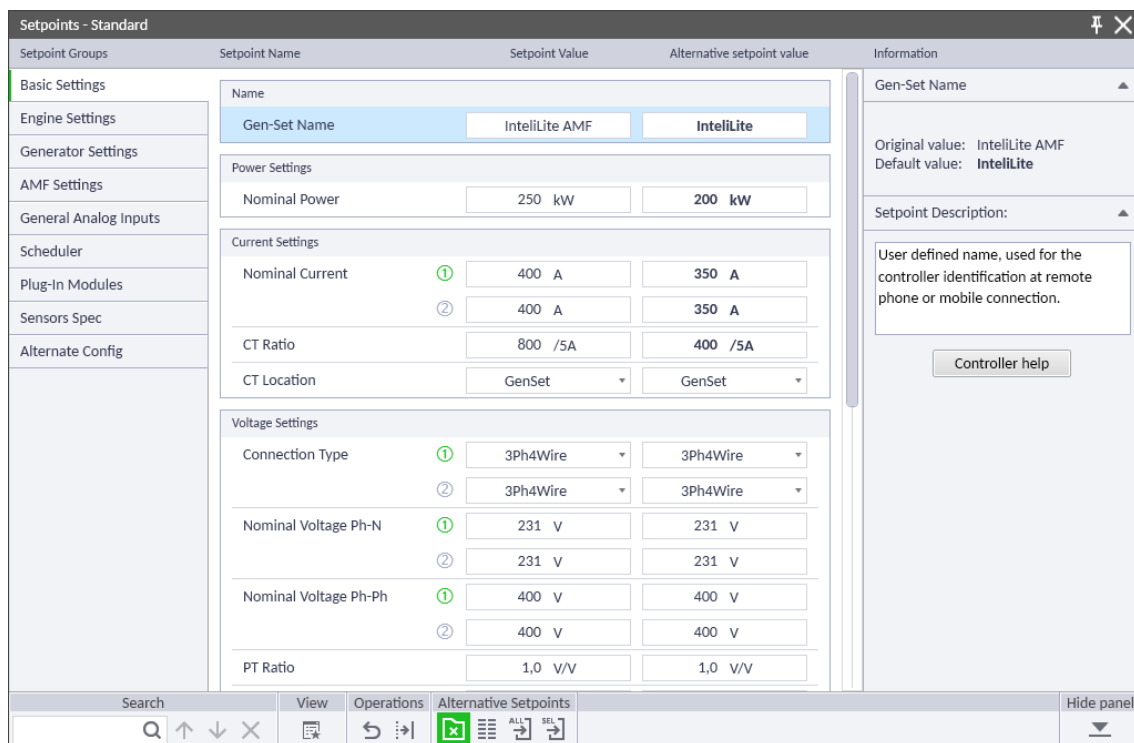 Setpoints - Standard
Setpoint Groups Setpoint Name Setpoint Value Alternative setpoint value Information
Basic Settings
Engine Settings
Generator Settings
AMF Settings
General Analog Inputs
Scheduler
Plug-In Modules
Sensors Spec
Alternate Config
Name
Gen-Set Name InteliLite AMF InteliLite
Power Settings
Nominal Power 250 kW 200 kW
Current Settings
Nominal Current 1 400 A 350 A
2 400 A 350 A
CT Ratio 800 /5A 400 /5A
CT Location GenSet GenSet
Voltage Settings
Connection Type 1 3Ph4Wire 3Ph4Wire
2 3Ph4Wire 3Ph4Wire
Nominal Voltage Ph-N 1 231 V 231 V
2 231 V 231 V
Nominal Voltage Ph-Ph 1 400 V 400 V
2 400 V 400 V
PT Ratio 1,0 V/V 1,0 V/V
Gen-Set Name
Original value: InteliLite AMF
Default value: InteliLite
Setpoint Description:
User defined name, used for the
controller identification at remote
phone or mobile connection.
Controller help
Search View Operations Alternative Setpoints Hide panel
ALL SEL